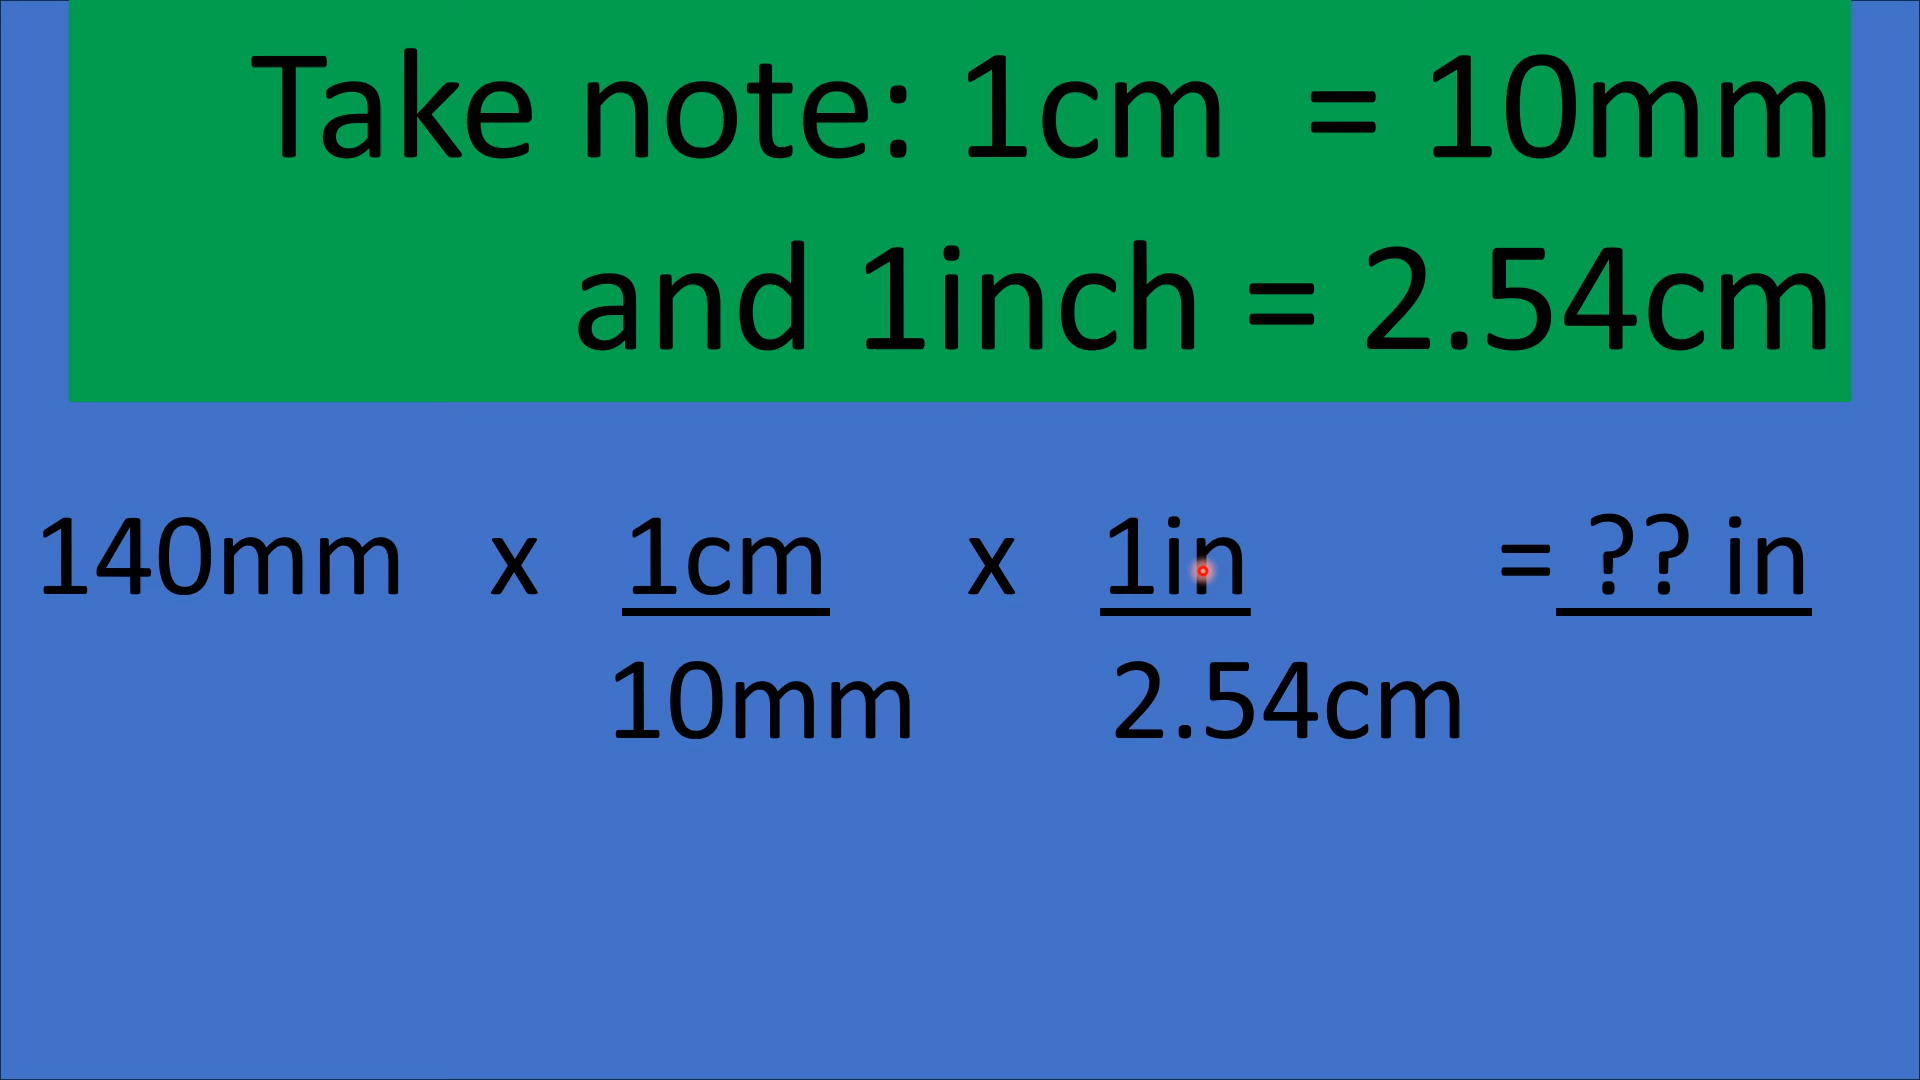 Take note: 1cm  = 10mm
and 1inch = 2.54cm
140mm   x   1cm    x   1in       = ?? in
10mm     2.54cm